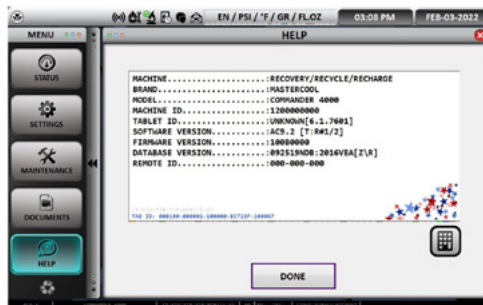 EN / PSI / °F / GR / FL.OZ
03:08 PM
FEB-03-2022
MENU
HELP
STATUS
SETTINGS
MAINTENANCE
DOCUMENTS
HELP
MACHINE....................:RECOVERY/RECYCLE/RECHARGE
BRAND......................:MASTERCOOL
MODEL......................:COMMANDER 4000
MACHINE ID.................:1200000000
TABLET ID..................:UNKNOWN[6.1.7601]
SOFTWARE VERSION...........:AC9.2 [T:R#1/2]
FIRMWARE VERSION...........:10080000
DATABASE VERSION...........:092519NDB:2016VEA[Z\R]
REMOTE ID..................:000-000-000
DONE